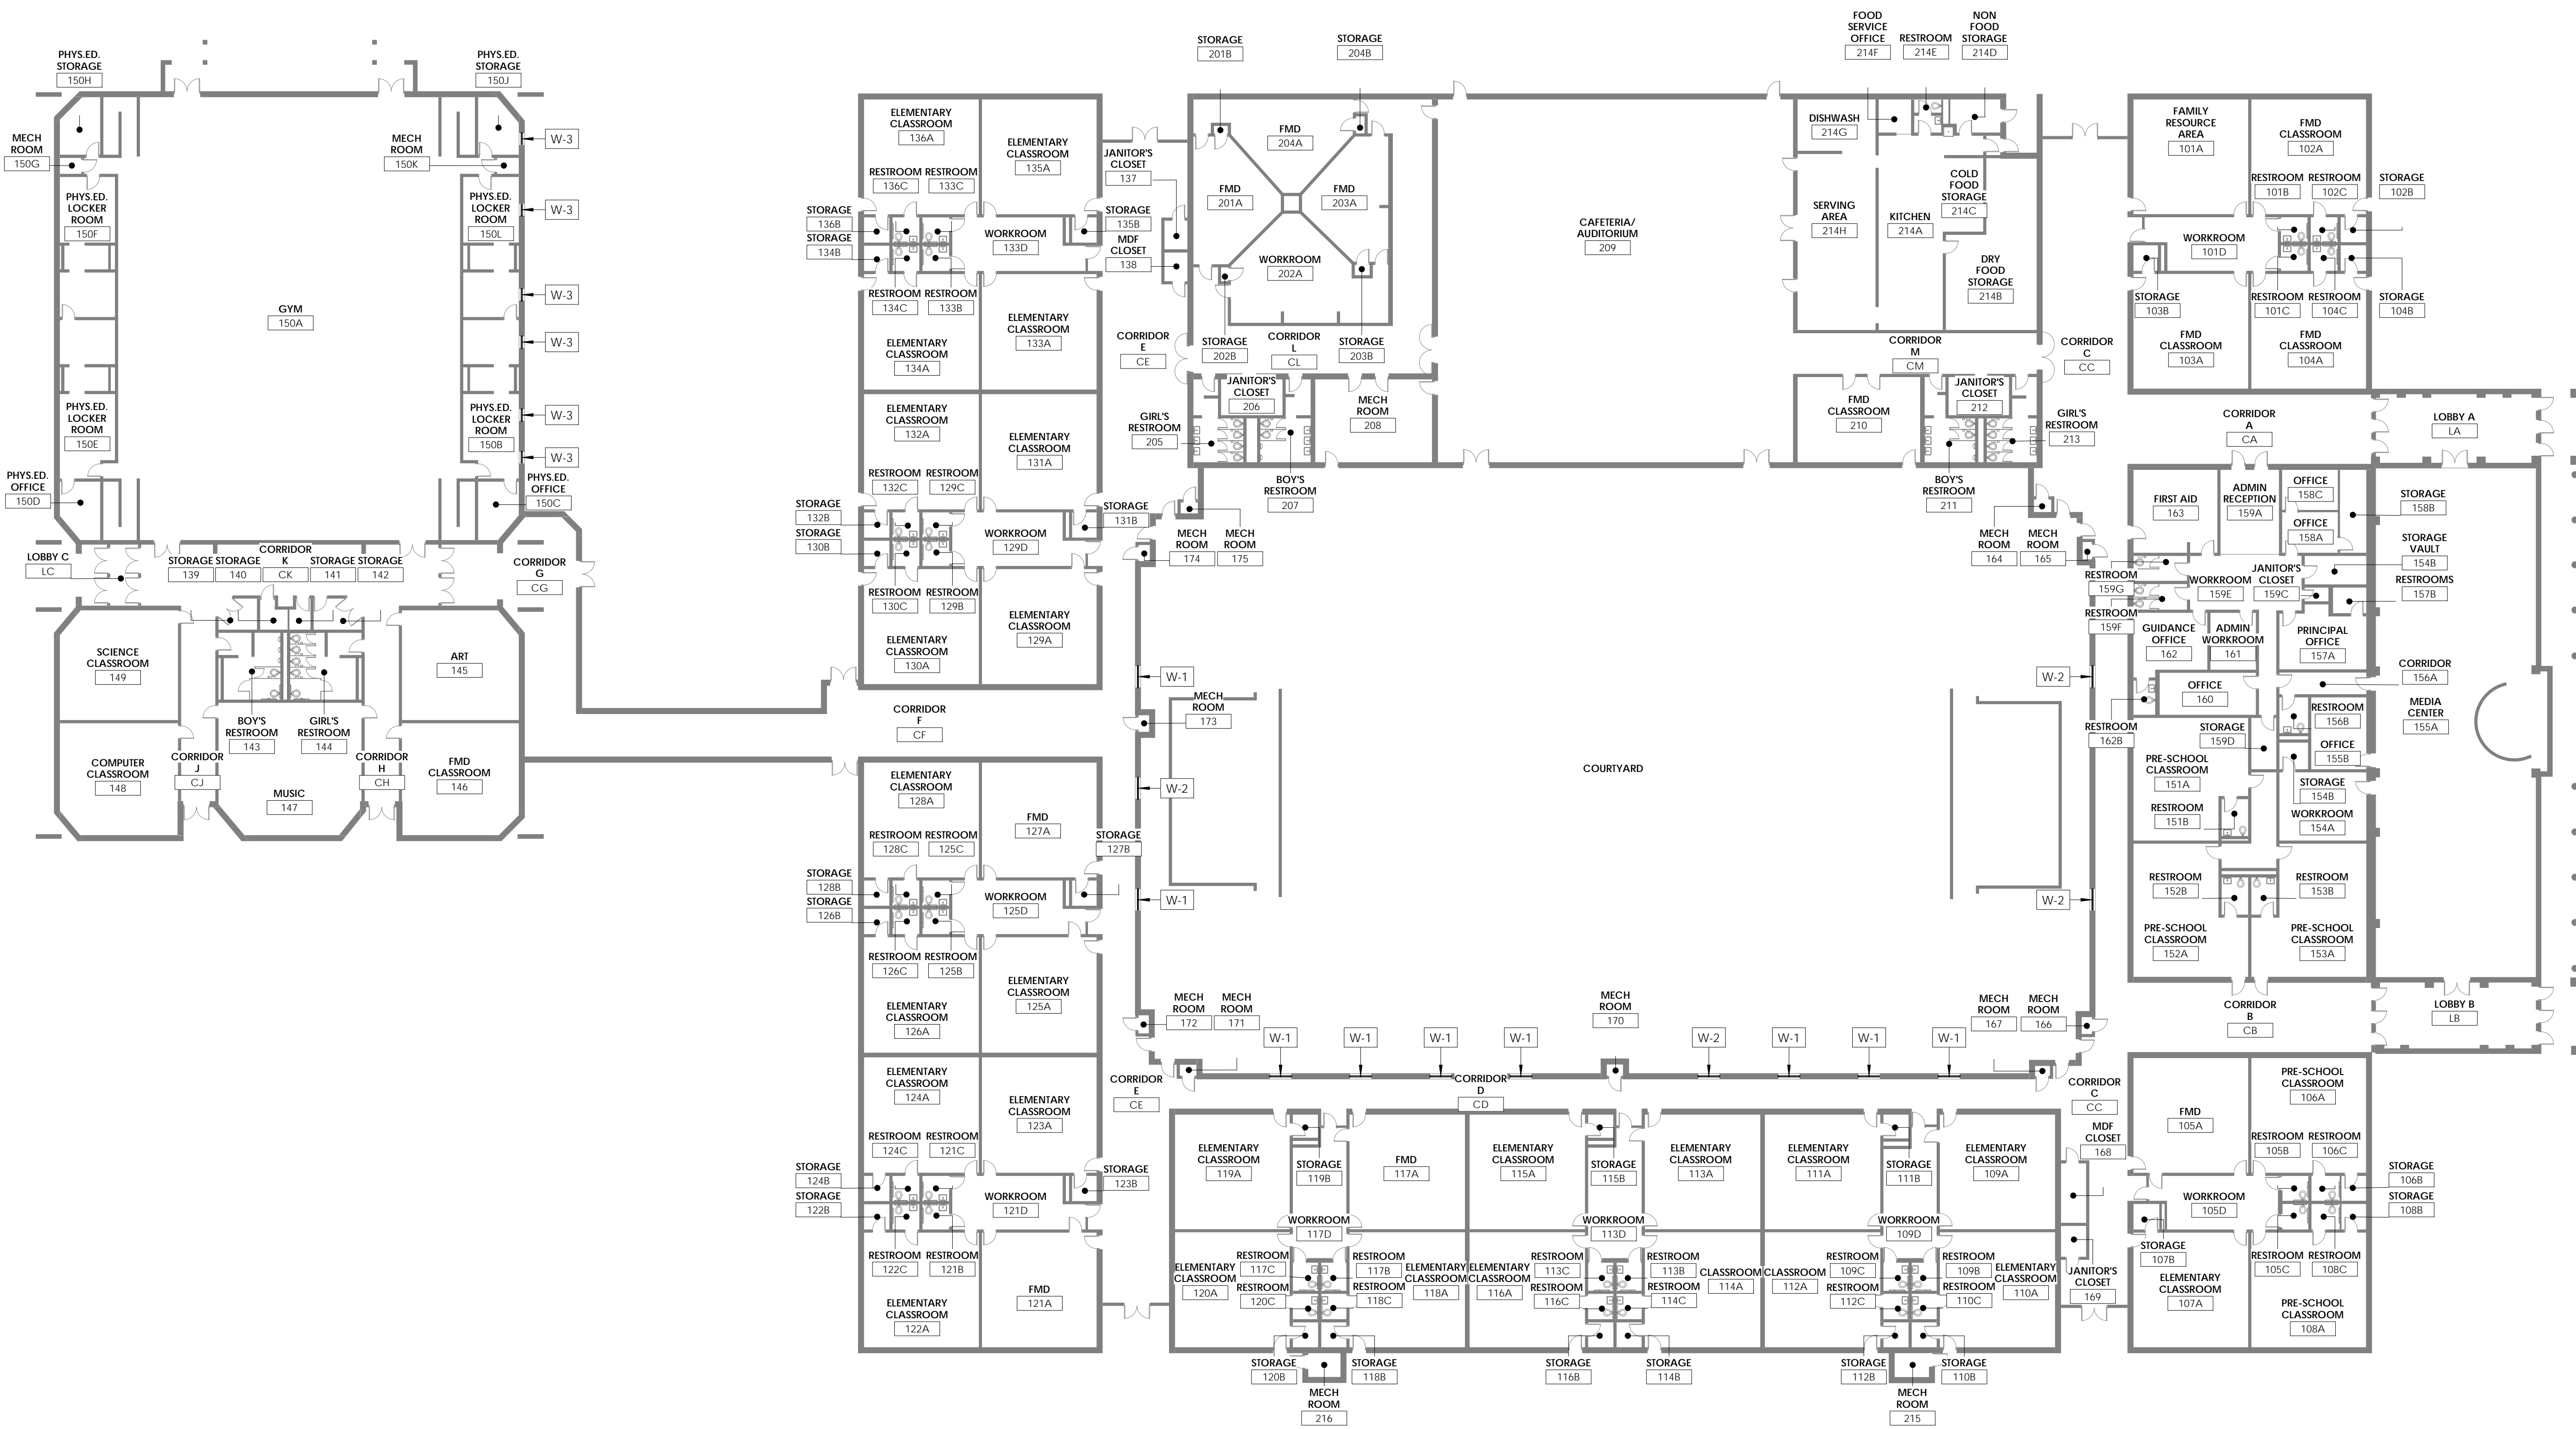 PHYS.ED.
STORAGE
150H
PHYS.ED.
STORAGE
150J
MECH
ROOM
150G
MECH
ROOM
150K
W-3
PHYS.ED.
LOCKER
ROOM
150F
PHYS.ED.
LOCKER
ROOM
150L
W-3
W-3
GYM
150A
W-3
PHYS.ED.
LOCKER
ROOM
150E
PHYS.ED.
LOCKER
ROOM
150B
W-3
W-3
PHYS.ED.
OFFICE
150D
PHYS.ED.
OFFICE
150C
LOBBY C
LC
STORAGE
139
STORAGE
140
CORRIDOR
K
CK
STORAGE
141
STORAGE
142
CORRIDOR
G
CG
SCIENCE
CLASSROOM
149
ART
145
BOY'S
RESTROOM
143
GIRL'S
RESTROOM
144
COMPUTER
CLASSROOM
148
CORRIDOR
J
CJ
MUSIC
147
CORRIDOR
H
CH
FMD
CLASSROOM
146
ELEMENTARY
CLASSROOM
136A
ELEMENTARY
CLASSROOM
135A
RESTROOM
136C
RESTROOM
133C
STORAGE
136B
STORAGE
134B
WORKROOM
133D
STORAGE
135B
RESTROOM
134C
RESTROOM
133B
ELEMENTARY
CLASSROOM
134A
ELEMENTARY
CLASSROOM
133A
JANITOR'S
CLOSET
137
MDF
CLOSET
138
CORRIDOR
E
CE
ELEMENTARY
CLASSROOM
132A
ELEMENTARY
CLASSROOM
131A
RESTROOM
132C
RESTROOM
129C
STORAGE
132B
STORAGE
130B
WORKROOM
129D
STORAGE
131B
RESTROOM
130C
RESTROOM
129B
ELEMENTARY
CLASSROOM
130A
ELEMENTARY
CLASSROOM
129A
CORRIDOR
F
CF
ELEMENTARY
CLASSROOM
128A
FMD
127A
RESTROOM
128C
RESTROOM
125C
STORAGE
127B
STORAGE
128B
STORAGE
126B
WORKROOM
125D
RESTROOM
126C
RESTROOM
125B
ELEMENTARY
CLASSROOM
126A
ELEMENTARY
CLASSROOM
125A
ELEMENTARY
CLASSROOM
124A
ELEMENTARY
CLASSROOM
123A
RESTROOM
124C
RESTROOM
121C
STORAGE
124B
STORAGE
122B
WORKROOM
121D
STORAGE
123B
RESTROOM
122C
RESTROOM
121B
ELEMENTARY
CLASSROOM
122A
FMD
121A
STORAGE
201B
STORAGE
204B
FMD
204A
FMD
201A
FMD
203A
WORKROOM
202A
STORAGE
202B
CORRIDOR
L
CL
STORAGE
203B
JANITOR'S
CLOSET
206
GIRL'S
RESTROOM
205
MECH
ROOM
208
BOY'S
RESTROOM
207
CAFETERIA/
AUDITORIUM
209
FOOD
SERVICE
OFFICE
214F
RESTROOM
214E
NON
FOOD
STORAGE
214D
DISHWASH
214G
COLD
FOOD
STORAGE
214C
SERVING
AREA
214H
KITCHEN
214A
DRY
FOOD
STORAGE
214B
CORRIDOR
M
CM
CORRIDOR
C
CC
FMD
CLASSROOM
210
JANITOR'S
CLOSET
212
GIRL'S
RESTROOM
213
BOY'S
RESTROOM
211
MECH
ROOM
174
MECH
ROOM
175
MECH
ROOM
164
MECH
ROOM
165
W-1
W-2
MECH
ROOM
173
COURTYARD
W-2
W-1
W-2
MECH
ROOM
172
MECH
ROOM
171
MECH
ROOM
170
MECH
ROOM
167
MECH
ROOM
166
W-1
W-1
W-1
W-1
W-2
W-1
W-1
W-1
CORRIDOR
E
CE
CORRIDOR
D
CD
CORRIDOR
C
CC
MDF
CLOSET
168
JANITOR'S
CLOSET
169
ELEMENTARY
CLASSROOM
119A
STORAGE
119B
FMD
117A
ELEMENTARY
CLASSROOM
115A
STORAGE
115B
ELEMENTARY
CLASSROOM
113A
ELEMENTARY
CLASSROOM
111A
STORAGE
111B
ELEMENTARY
CLASSROOM
109A
WORKROOM
117D
WORKROOM
113D
WORKROOM
109D
ELEMENTARY
CLASSROOM
120A
RESTROOM
117C
RESTROOM
120C
RESTROOM
117B
RESTROOM
118C
ELEMENTARY
CLASSROOM
118A
ELEMENTARY
CLASSROOM
116A
RESTROOM
113C
RESTROOM
116C
RESTROOM
113B
RESTROOM
114C
CLASSROOM
114A
CLASSROOM
112A
RESTROOM
109C
RESTROOM
112C
RESTROOM
109B
RESTROOM
110C
ELEMENTARY
CLASSROOM
110A
STORAGE
120B
STORAGE
118B
STORAGE
116B
STORAGE
114B
STORAGE
112B
STORAGE
110B
MECH
ROOM
216
MECH
ROOM
215
FAMILY
RESOURCE
AREA
101A
FMD
CLASSROOM
102A
RESTROOM
101B
RESTROOM
102C
STORAGE
102B
WORKROOM
101D
STORAGE
103B
RESTROOM
101C
RESTROOM
104C
STORAGE
104B
FMD
CLASSROOM
103A
FMD
CLASSROOM
104A
CORRIDOR
A
CA
LOBBY A
LA
FIRST AID
163
ADMIN
RECEPTION
159A
OFFICE
158C
OFFICE
158A
STORAGE
158B
STORAGE
VAULT
154B
RESTROOM
159G
WORKROOM
159E
JANITOR'S
CLOSET
159C
RESTROOMS
157B
RESTROOM
159F
GUIDANCE
OFFICE
162
ADMIN
WORKROOM
161
PRINCIPAL
OFFICE
157A
CORRIDOR
156A
OFFICE
160
RESTROOM
162B
RESTROOM
156B
MEDIA
CENTER
155A
STORAGE
159D
OFFICE
155B
PRE-SCHOOL
CLASSROOM
151A
STORAGE
154B
RESTROOM
151B
WORKROOM
154A
RESTROOM
152B
RESTROOM
153B
PRE-SCHOOL
CLASSROOM
152A
PRE-SCHOOL
CLASSROOM
153A
CORRIDOR
B
CB
LOBBY B
LB
FMD
105A
PRE-SCHOOL
CLASSROOM
106A
RESTROOM
105B
RESTROOM
106C
STORAGE
106B
STORAGE
108B
WORKROOM
105D
STORAGE
107B
RESTROOM
105C
RESTROOM
108C
ELEMENTARY
CLASSROOM
107A
PRE-SCHOOL
CLASSROOM
108A